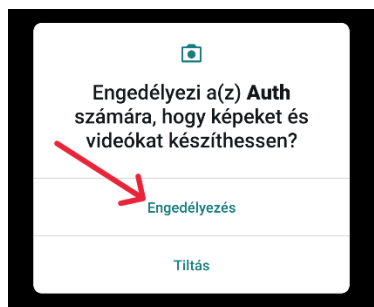 Engedélyezi a(z) Auth
számára, hogy képeket és
videókat készíthessen?
Engedélyezés
Tiltás